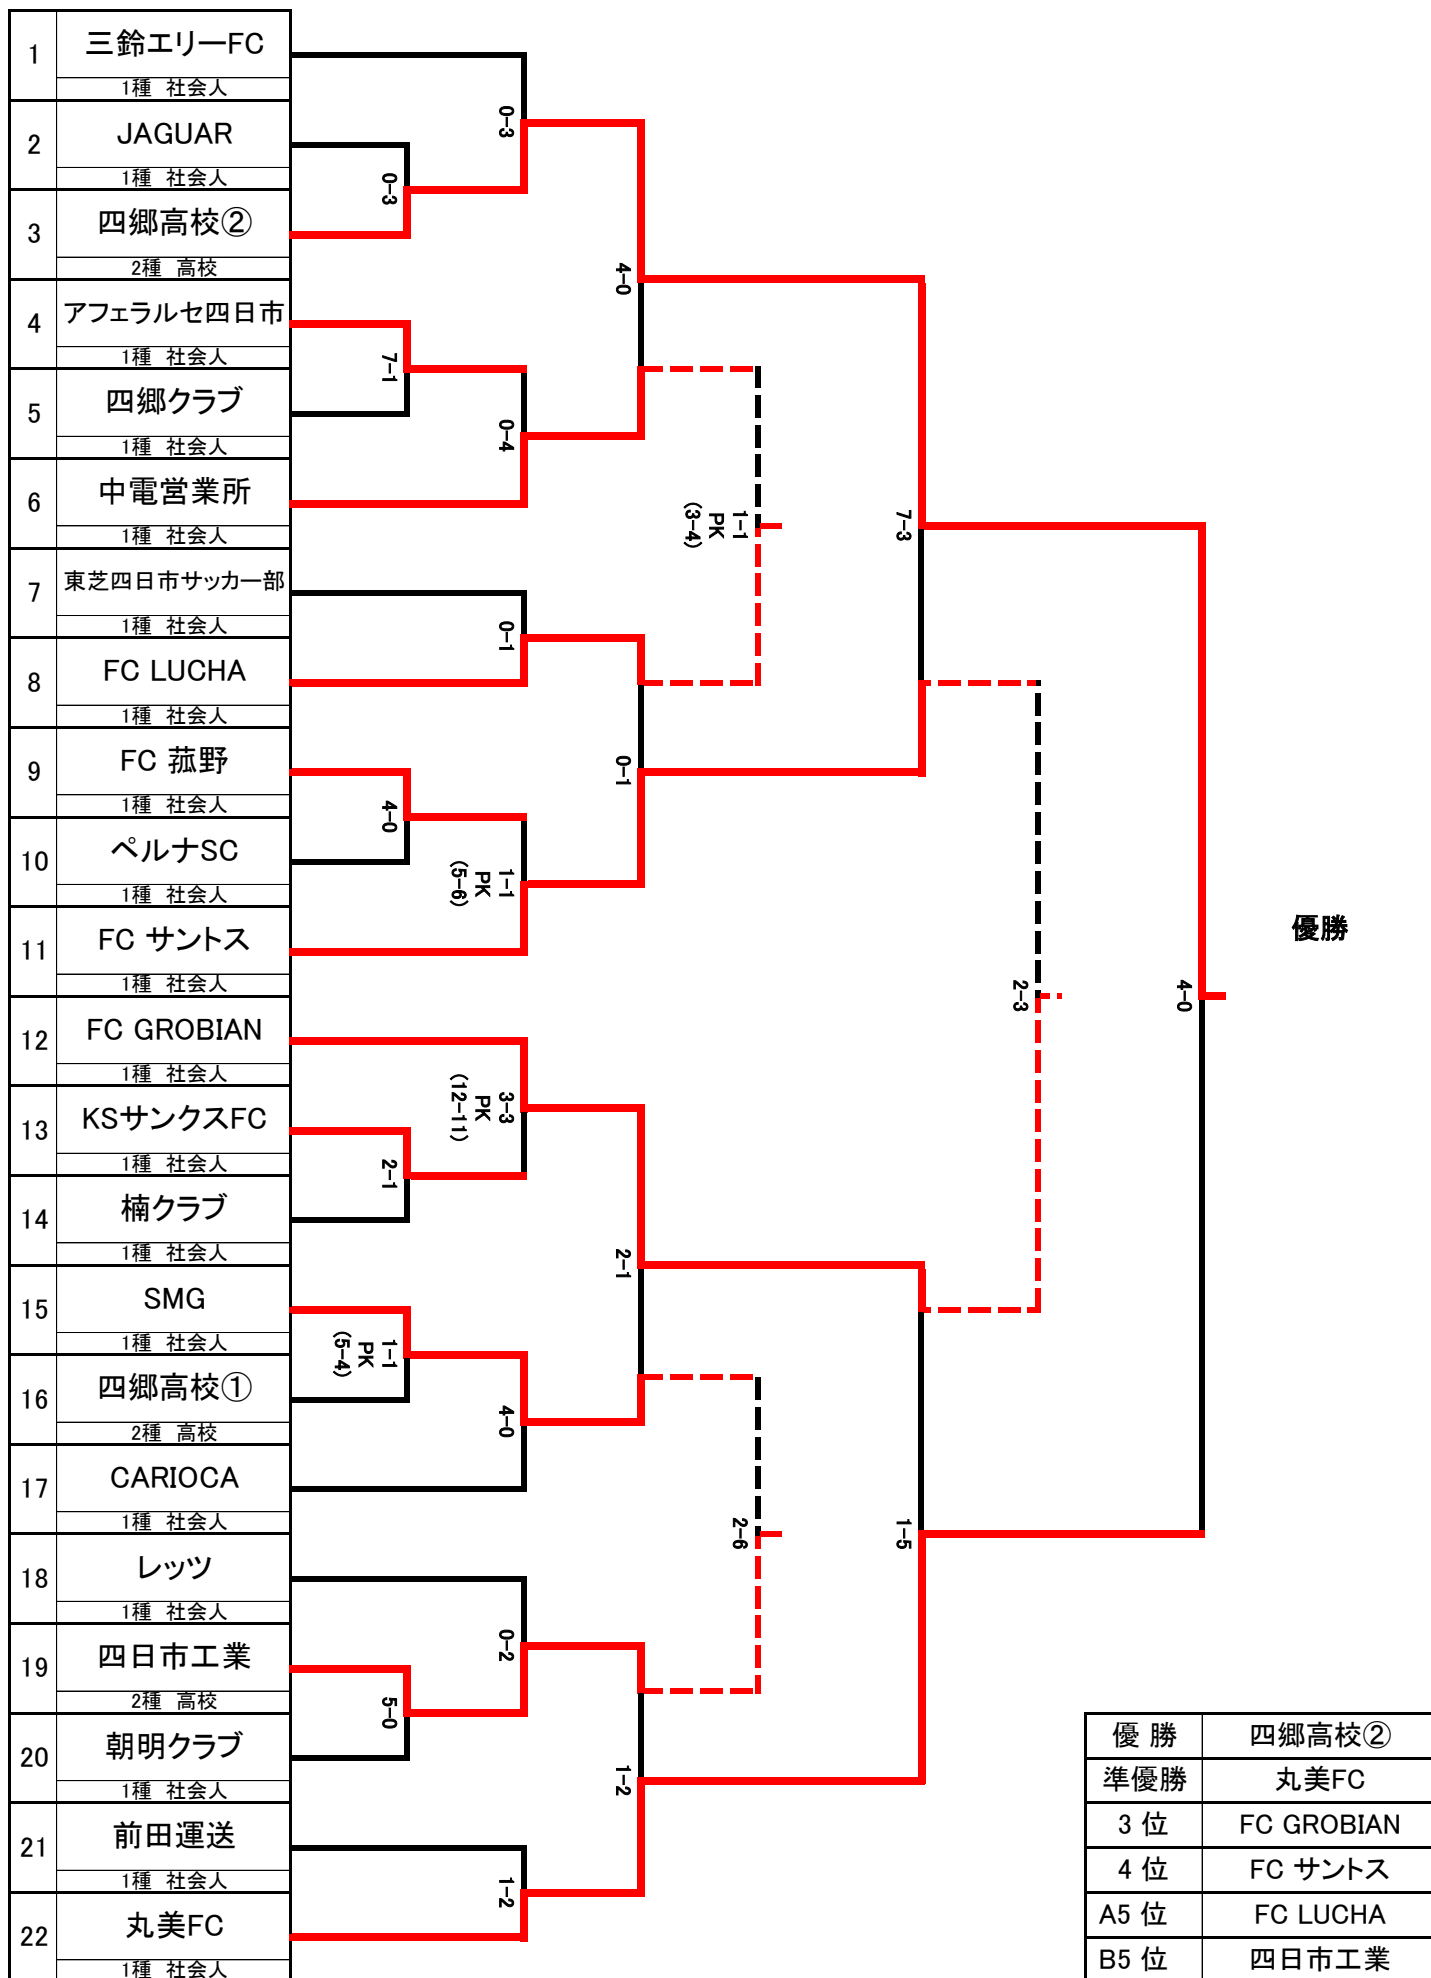 1 三鈴エリーFC
1種 社会人
2 JAGUAR
1種 社会人
3 四郷高校②
2種 高校
4 アフェラルセ四日市
1種 社会人
5 四郷クラブ
1種 社会人
6 中電営業所
1種 社会人
7 東芝四日市サッカー部
1種 社会人
8 FC LUCHA
1種 社会人
9 FC 菰野
1種 社会人
10 ペルナSC
1種 社会人
11 FC サントス
1種 社会人
12 FC GROBIAN
1種 社会人
13 KSサンクスFC
1種 社会人
14 楠クラブ
1種 社会人
15 SMG
1種 社会人
16 四郷高校①
2種 高校
17 CARIOCA
1種 社会人
18 レッツ
1種 社会人
19 四日市工業
2種 高校
20 朝明クラブ
1種 社会人
21 前田運送
1種 社会人
22 丸美FC
1種 社会人
0-3
7-1
4-0
2-1
1-1
PK
(5-4)
5-0
0-3
0-4
0-1
1-1
PK
(5-6)
3-3
PK
(12-11)
4-0
0-2
1-2
4-0
0-1
2-1
1-2
1-1
PK
(3-4)
2-6
7-3
1-5
2-3
4-0
優勝
優 勝 四郷高校②
準優勝 丸美FC
3 位 FC GROBIAN
4 位 FC サントス
A5 位 FC LUCHA
B5 位 四日市工業